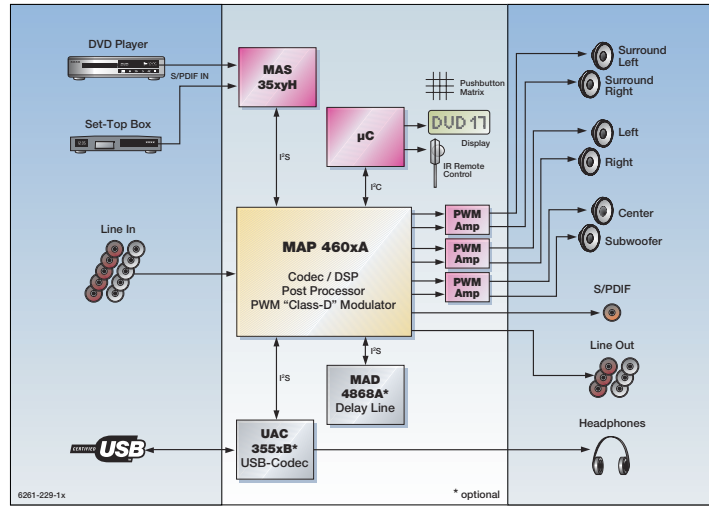 DVD Player
S/PDIF IN
Set-Top Box
Line In
CERTIFIED USB
6261-229-1x
MAS
35xyH
I²S
µC
Pushbutton
Matrix
DVD 17
Display
IR Remote
Control
I²C
MAP 460xA
Codec / DSP
Post Processor
PWM “Class-D” Modulator
PWM
Amp
PWM
Amp
PWM
Amp
I²S
I²S
MAD
4868A*
Delay Line
UAC
355xB*
USB-Codec
* optional
Surround
Left
Surround
Right
Left
Right
Center
Subwoofer
S/PDIF
Line Out
Headphones